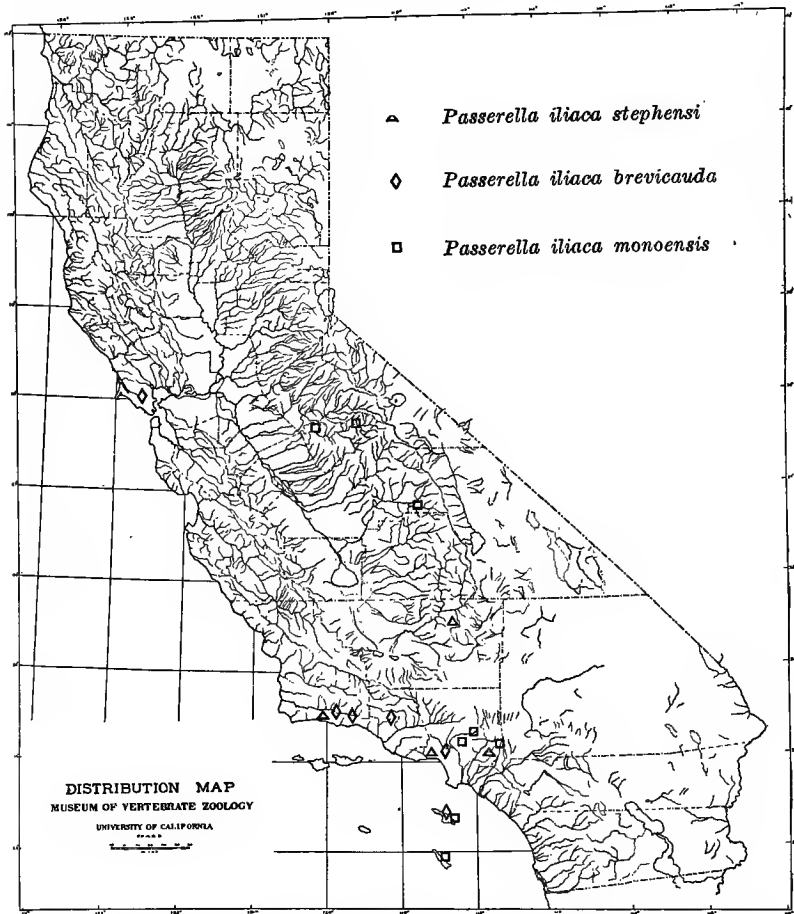 Passerella iliaca stephensi
Passerella iliaca brevicauda
Passerella iliaca monoensis
DISTRIBUTION MAP
MUSEUM OF VERTEBRATE ZOOLOGY
UNIVERSITY OF CALIFORNIA